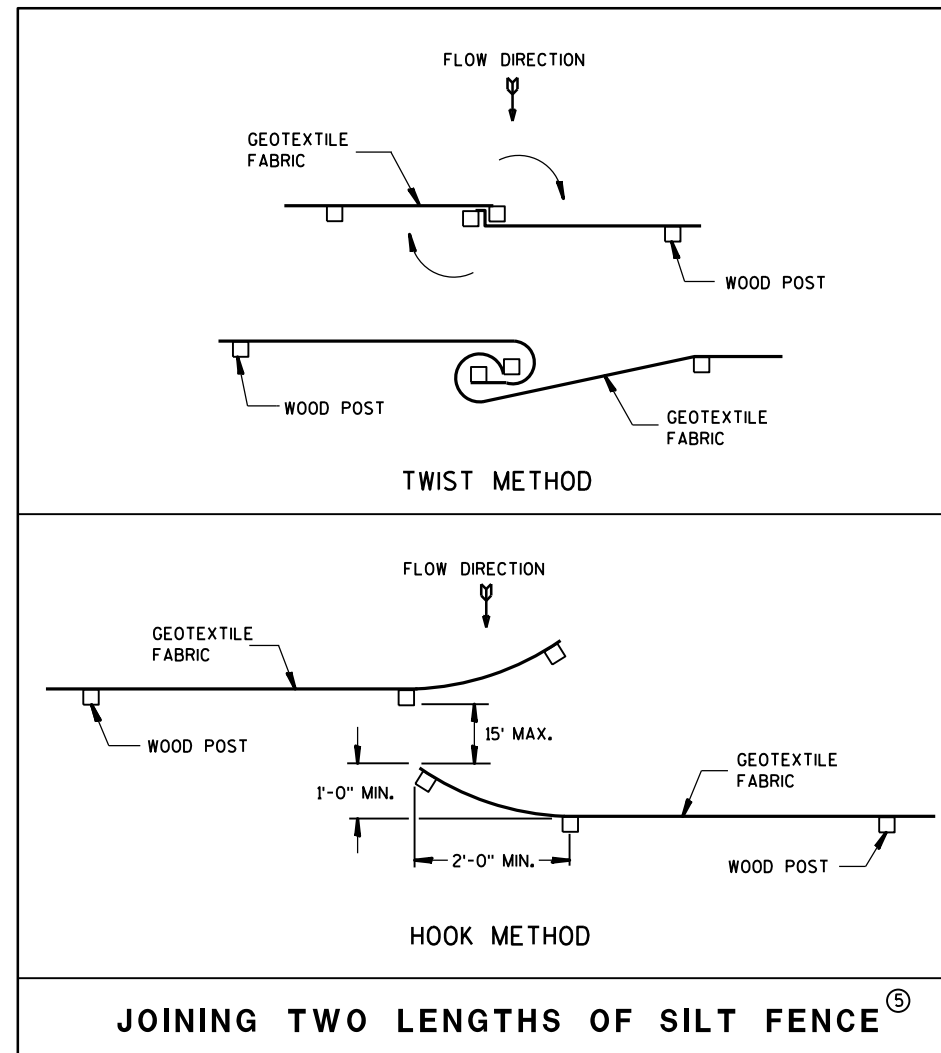 FLOW DIRECTION
GEOTEXTILE
FABRIC
WOOD POST
WOOD POST
GEOTEXTILE
FABRIC
TWIST METHOD
FLOW DIRECTION
GEOTEXTILE
FABRIC
WOOD POST
15' MAX.
1'-0" MIN.
GEOTEXTILE
FABRIC
2'-0" MIN.
WOOD POST
HOOK METHOD
JOINING TWO LENGTHS OF SILT FENCE ⑤